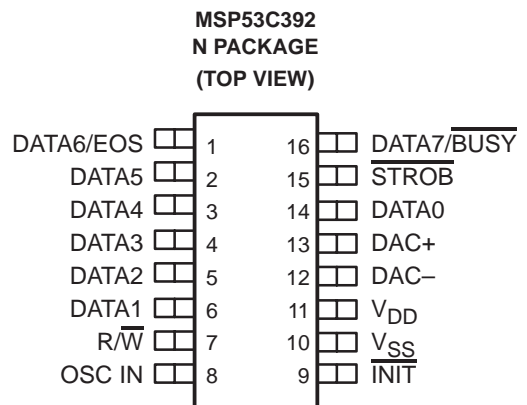 MSP53C392
N PACKAGE
(TOP VIEW)
DATA6/EOS 1 16 DATA7/BUSY
DATA5 2 15 STROB
DATA4 3 14 DATA0
DATA3 4 13 DAC+
DATA2 5 12 DAC–
DATA1 6 11 VDD
R/W 7 10 VSS
OSC IN 8 9 INIT